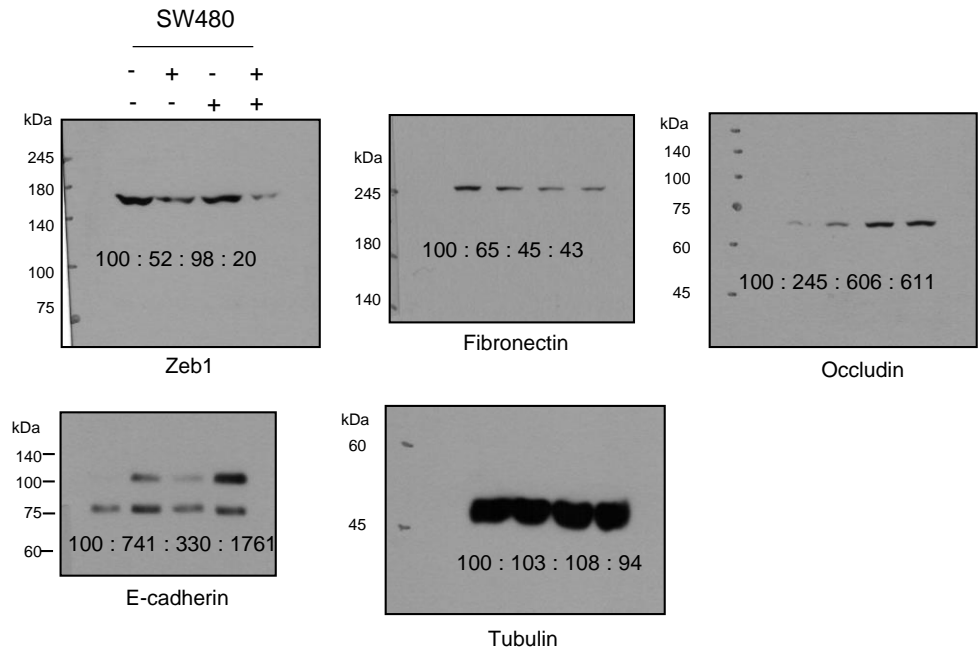 SW480
- + - +
- - + +
kDa
245
180
140
100
75
100 : 52 : 98 : 20
Zeb1
kDa
245
180
140
100 : 65 : 45 : 43
Fibronectin
kDa
140
100
75
60
45
100 : 245 : 606 : 611
Occludin
kDa
140
100
75
60
100 : 741 : 330 : 1761
E-cadherin
kDa
60
45
100 : 103 : 108 : 94
Tubulin